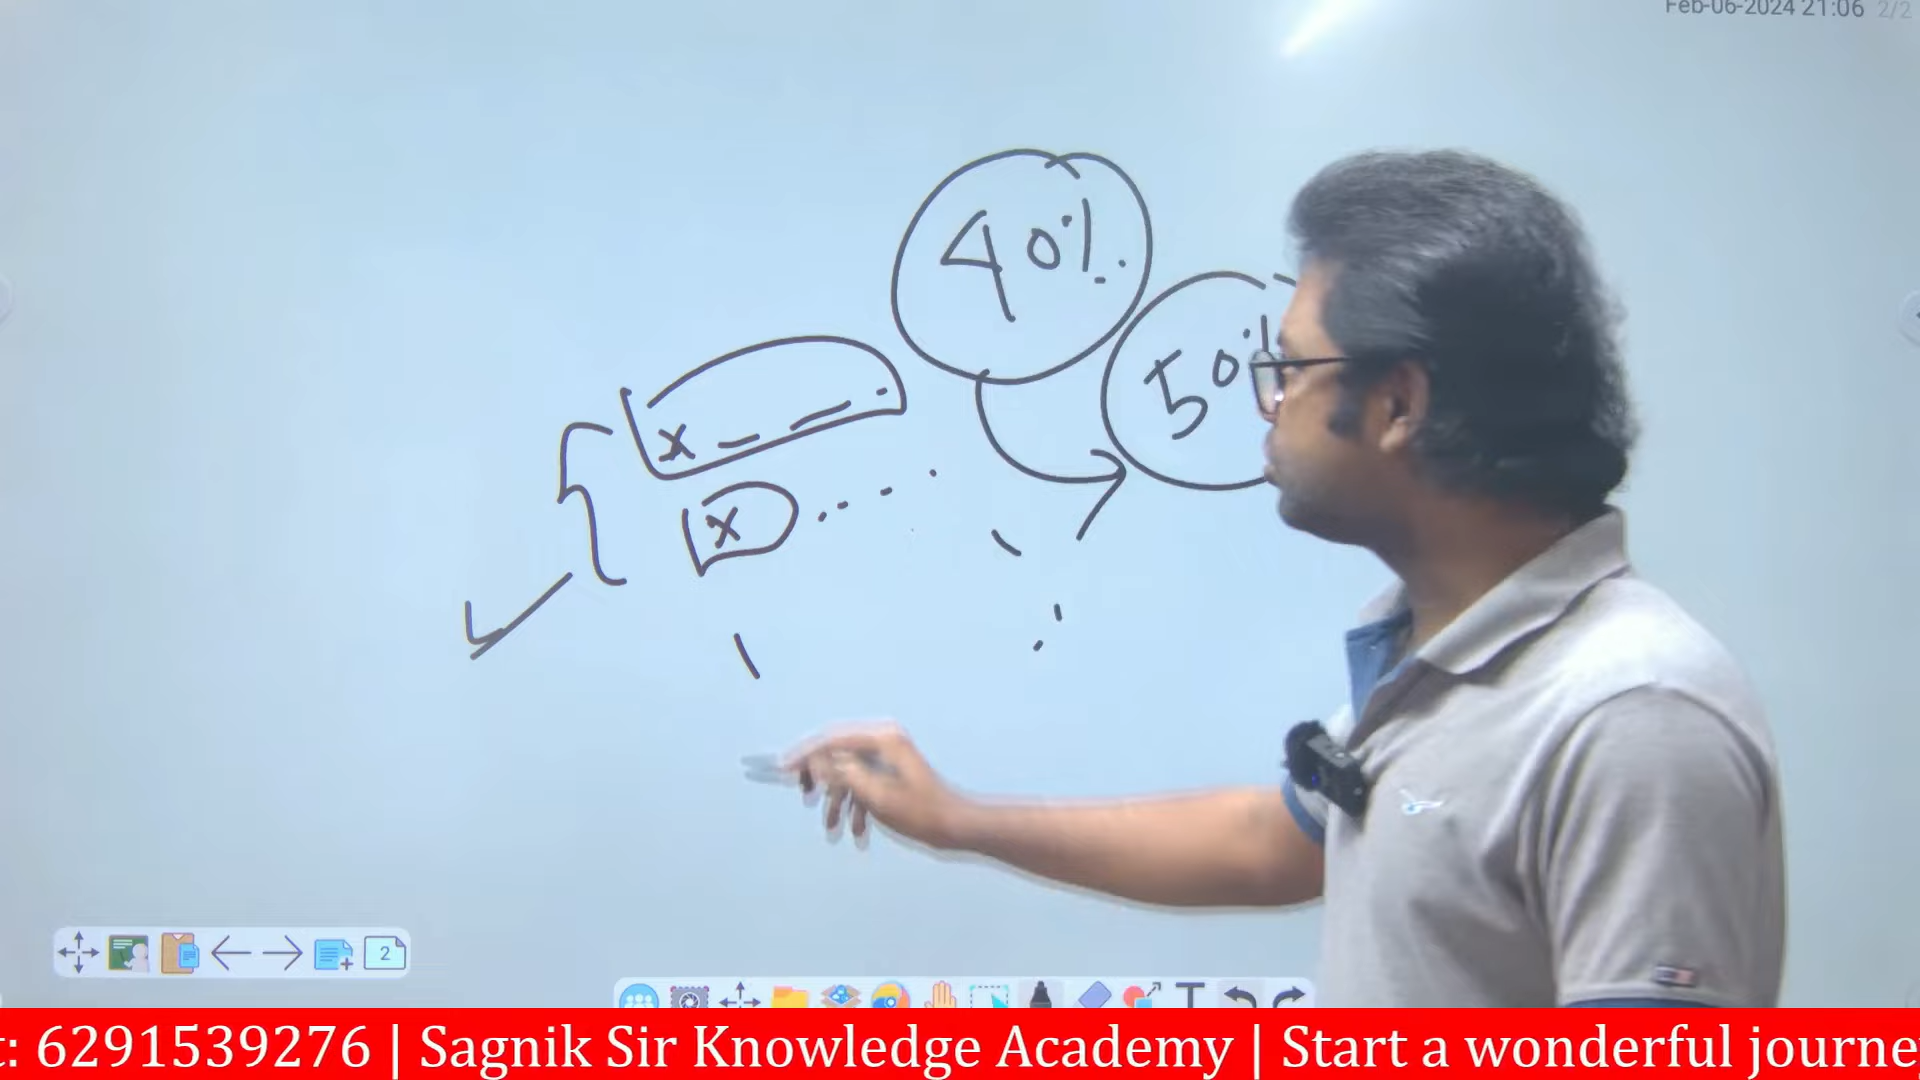 Feb-06-2024 21:06 2/2
40%.
50%
x _ _ _ .
x .....
2
T
t: 6291539276 | Sagnik Sir Knowledge Academy | Start a wonderful journe